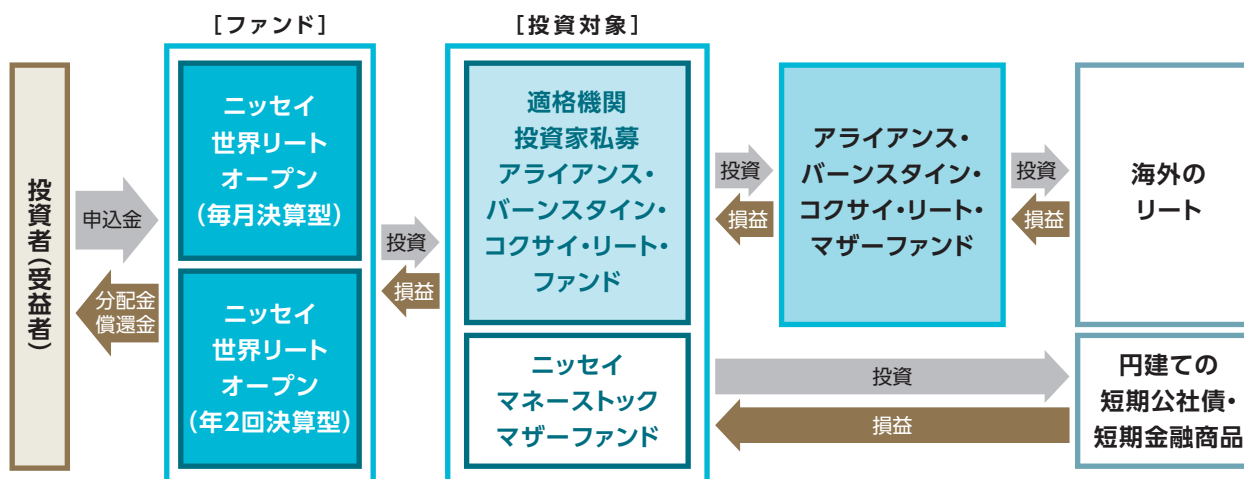 ［ファンド］
［投資対象］
投資者（受益者）
申込金
分配金
償還金
ニッセイ
世界リート
オープン
（毎月決算型）
ニッセイ
世界リート
オープン
（年2回決算型）
投資
損益
適格機関
投資家私募
アライアンス・
バーンスタイン・
コクサイ・リート・
ファンド
ニッセイ
マネーストック
マザーファンド
投資
損益
アライアンス・
バーンスタイン・
コクサイ・リート・
マザーファンド
投資
損益
海外の
リート
投資
損益
円建ての
短期公社債・
短期金融商品